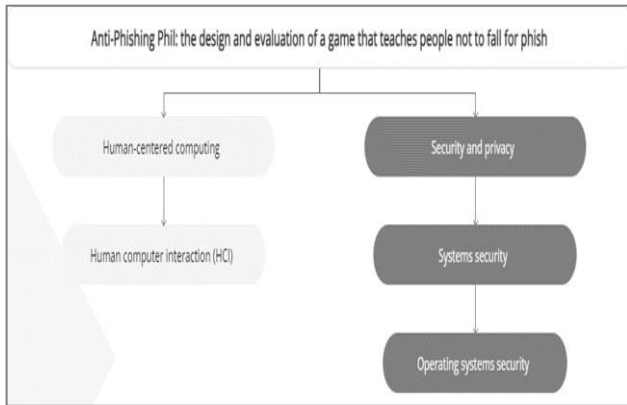 Anti-Phishing Phil: the design and evaluation of a game that teaches people not to fall for phish
Human-centered computing
Security and privacy
Human computer interaction (HCI)
Systems security
Operating systems security